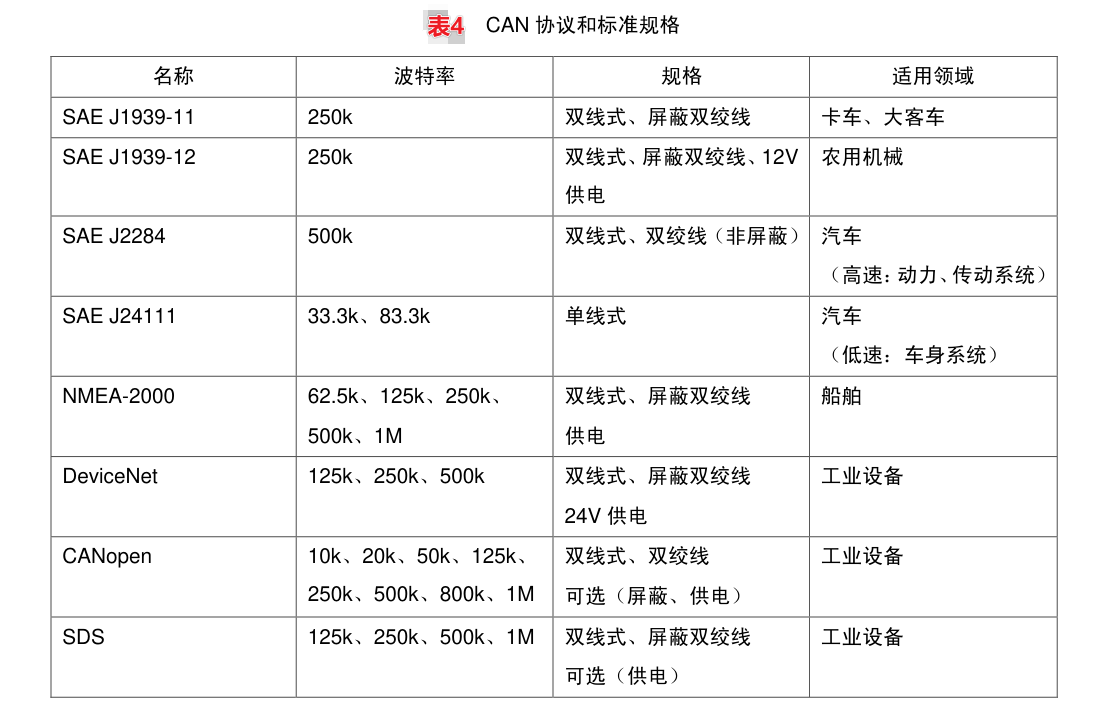 表4 CAN 协议和标准规格
名称 波特率 规格 适用领域
SAE J1939-11 250k 双线式、屏蔽双绞线 卡车、大客车
SAE J1939-12 250k 双线式、屏蔽双绞线、12V 农用机械
供电
SAE J2284 500k 双线式、双绞线（非屏蔽） 汽车
（高速：动力、传动系统）
SAE J24111 33.3k、83.3k 单线式 汽车
（低速：车身系统）
NMEA-2000 62.5k、125k、250k、 双线式、屏蔽双绞线 船舶
500k、1M 供电
DeviceNet 125k、250k、500k 双线式、屏蔽双绞线 工业设备
24V 供电
CANopen 10k、20k、50k、125k、 双线式、双绞线 工业设备
250k、500k、800k、1M 可选（屏蔽、供电）
SDS 125k、250k、500k、1M 双线式、屏蔽双绞线 工业设备
可选（供电）